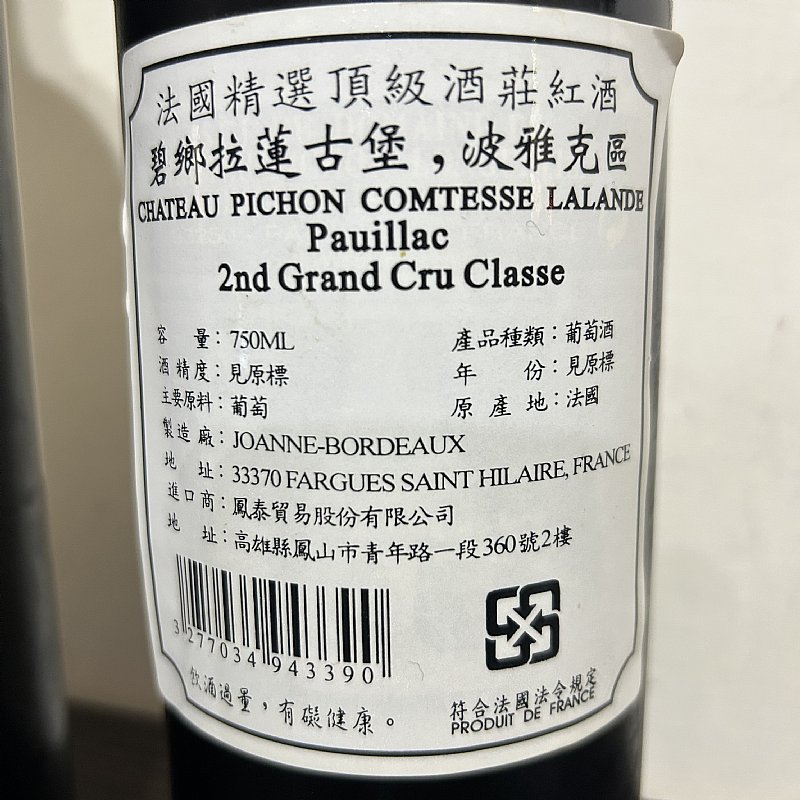 法國精選頂級酒莊紅酒
碧鄉拉蓮古堡，波雅克區
CHATEAU PICHON COMTESSE LALANDE
Pauillac
2nd Grand Cru Classe
容量：750ML 產品種類：葡萄酒
酒精度：見原標 年份：見原標
主要原料：葡萄 原產地：法國
製造廠：JOANNE-BORDEAUX
地址：33370 FARGUES SAINT HILAIRE, FRANCE
進口商：鳳泰貿易股份有限公司
地址：高雄縣鳳山市青年路一段360號2樓
3 277034 943390
飲酒過量，有礙健康。
符合法國法令規定
PRODUIT DE FRANCE